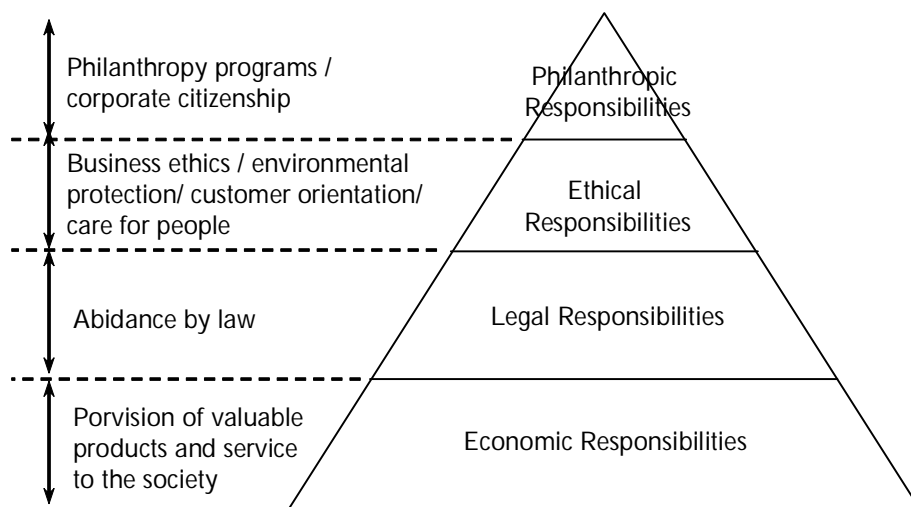 Philanthropy programs /
corporate citizenship
Philanthropic
Responsibilities
Business ethics / environmental
protection/ customer orientation/
care for people
Ethical
Responsibilities
Abidance by law
Legal Responsibilities
Porvision of valuable
products and service
to the society
Economic Responsibilities